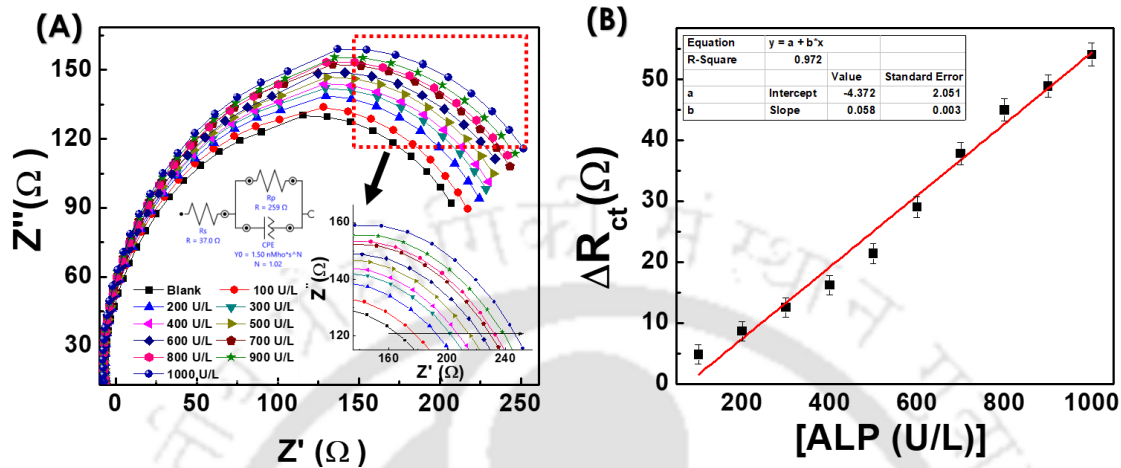 (A)
Z''(Ω)
150
120
90
60
30
0
50
100
150
200
250
Z' (Ω)
Rs
R = 37.0 Ω
Rp
R = 259 Ω
CPE
Y0 = 1.50 nMho*s^N
N = 1.02
Blank
100 U/L
200 U/L
300 U/L
400 U/L
500 U/L
600 U/L
700 U/L
800 U/L
900 U/L
1000 U/L
Z''(Ω)
160
140
120
160
200
240
Z' (Ω)
(B)
Equation y = a + b*x
R-Square 0.972
Value Standard Error
a Intercept -4.372 2.051
b Slope 0.058 0.003
ΔRct(Ω)
50
40
30
20
10
0
200
400
600
800
1000
[ALP (U/L)]